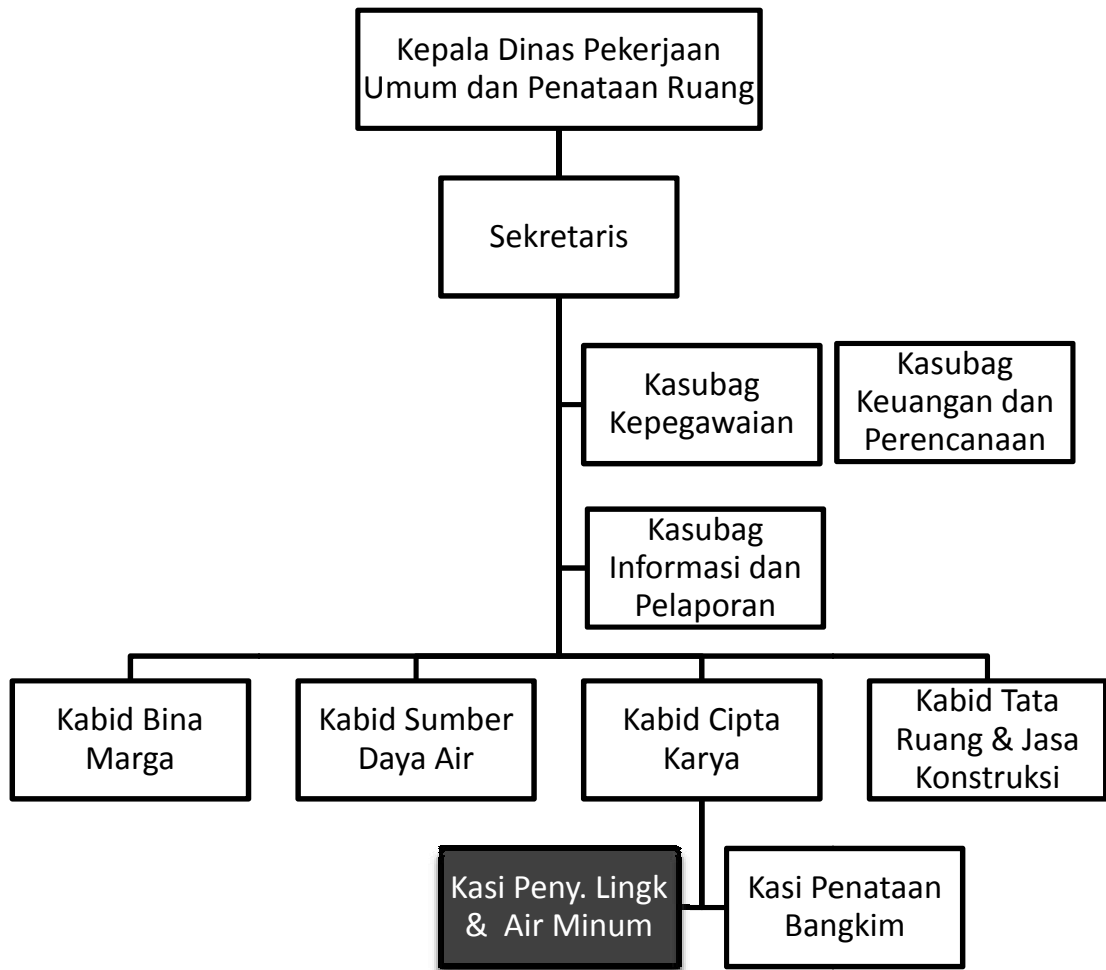 Kepala Dinas Pekerjaan
Umum dan Penataan Ruang
Sekretaris
Kasubag
Kepegawaian
Kasubag
Keuangan dan
Perencanaan
Kasubag
Informasi dan
Pelaporan
Kabid Bina
Marga
Kabid Sumber
Daya Air
Kabid Cipta
Karya
Kabid Tata
Ruang & Jasa
Konstruksi
Kasi Peny. Lingk
& Air Minum
Kasi Penataan
Bangkim